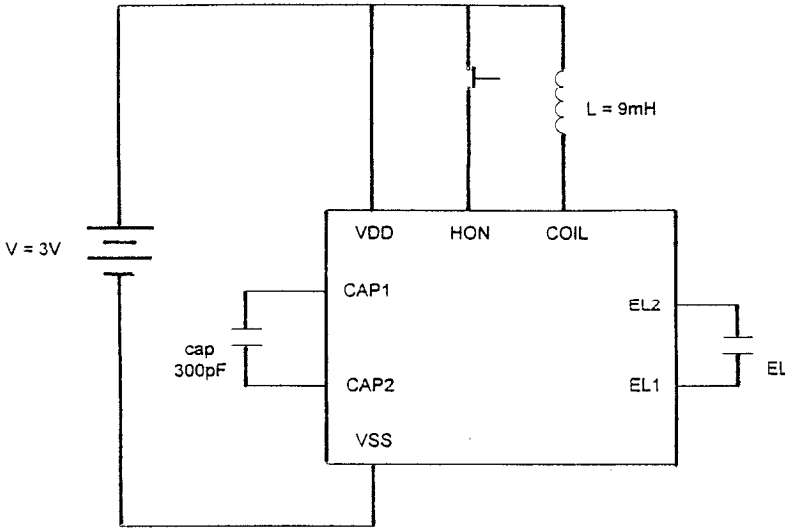 L = 9mH
VDD
HON
COIL
V = 3V
CAP1
EL2
cap
300pF
EL
CAP2
EL1
VSS